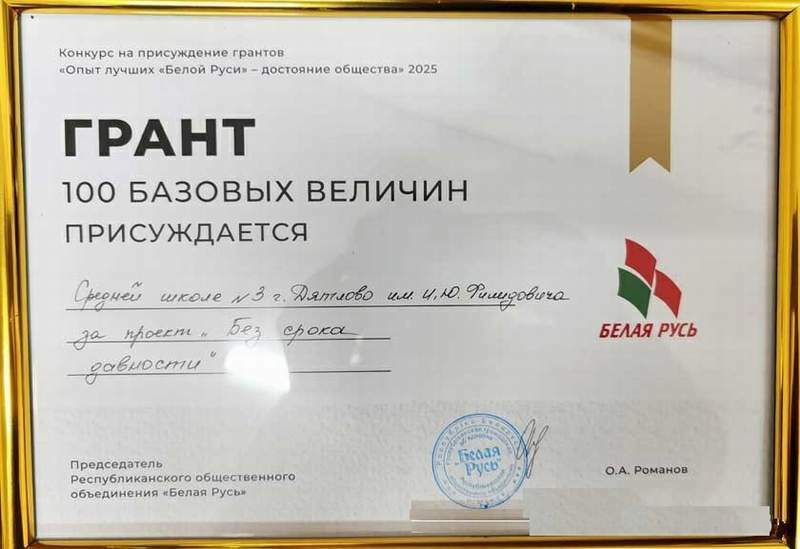 Конкурс на присуждение грантов
«Опыт лучших «Белой Руси» – достояние общества» 2025
ГРАНТ
100 БАЗОВЫХ ВЕЛИЧИН
ПРИСУЖДАЕТСЯ
Средней школе №3 г. Дятлово им. И.Ю. Филидовича
за проект „Без срока
давности"
БЕЛАЯ РУСЬ
Председатель
Республиканского общественного
объединения «Белая Русь»
"Белая
Русь"
О.А. Романов